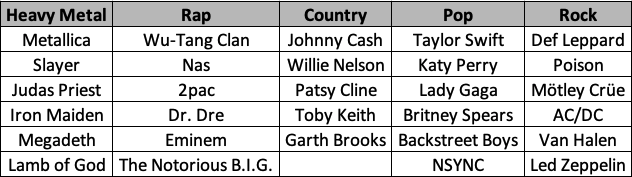 Heavy Metal Rap Country Pop Rock
Metallica Wu-Tang Clan Johnny Cash Taylor Swift Def Leppard
Slayer Nas Willie Nelson Katy Perry Poison
Judas Priest 2pac Patsy Cline Lady Gaga Mötley Crüe
Iron Maiden Dr. Dre Toby Keith Britney Spears AC/DC
Megadeth Eminem Garth Brooks Backstreet Boys Van Halen
Lamb of God The Notorious B.I.G. NSYNC Led Zeppelin